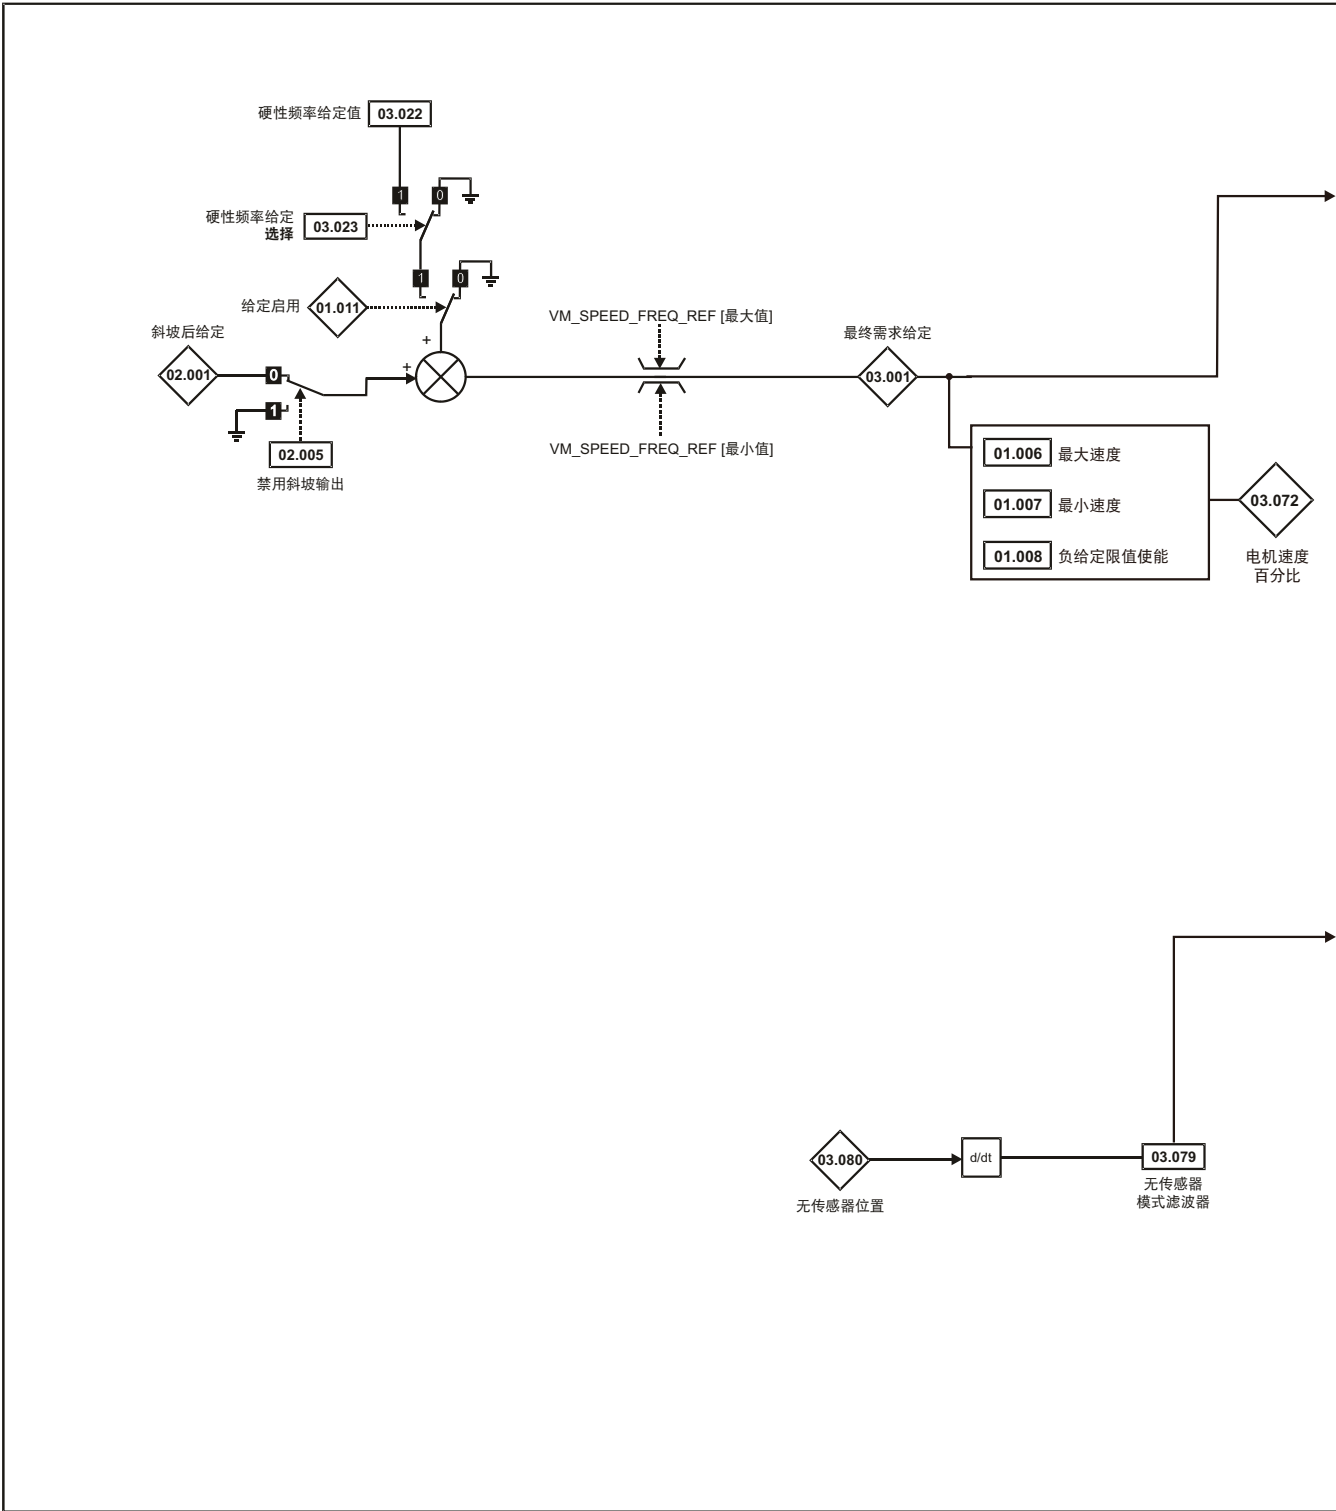 硬性频率给定值
03.022
1
0
硬性频率给定
选择
03.023
1
0
给定启用
01.011
VM_SPEED_FREQ_REF [最大值]
斜坡后给定
最终需求给定
+
+
02.001
0
03.001
1
02.005
VM_SPEED_FREQ_REF [最小值]
禁用斜坡输出
01.006 最大速度
01.007 最小速度
01.008 负给定限值使能
03.072
电机速度
百分比
03.080
d/dt
03.079
无传感器位置
无传感器
模式滤波器